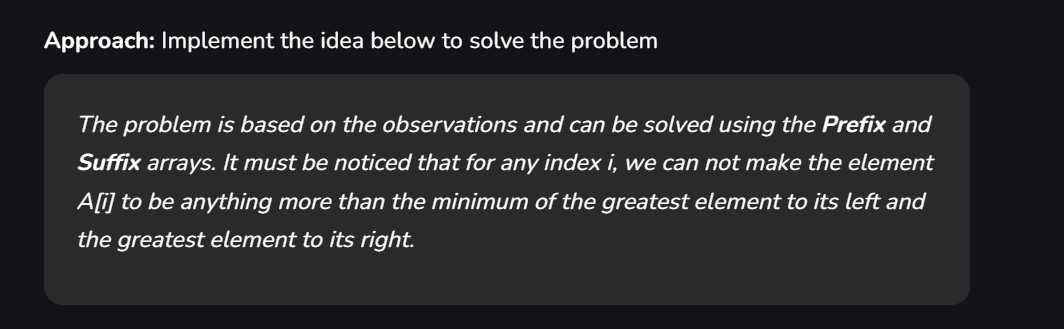 Approach: Implement the idea below to solve the problem
The problem is based on the observations and can be solved using the Prefix and
Suffix arrays. It must be noticed that for any index i, we can not make the element
A[i] to be anything more than the minimum of the greatest element to its left and
the greatest element to its right.